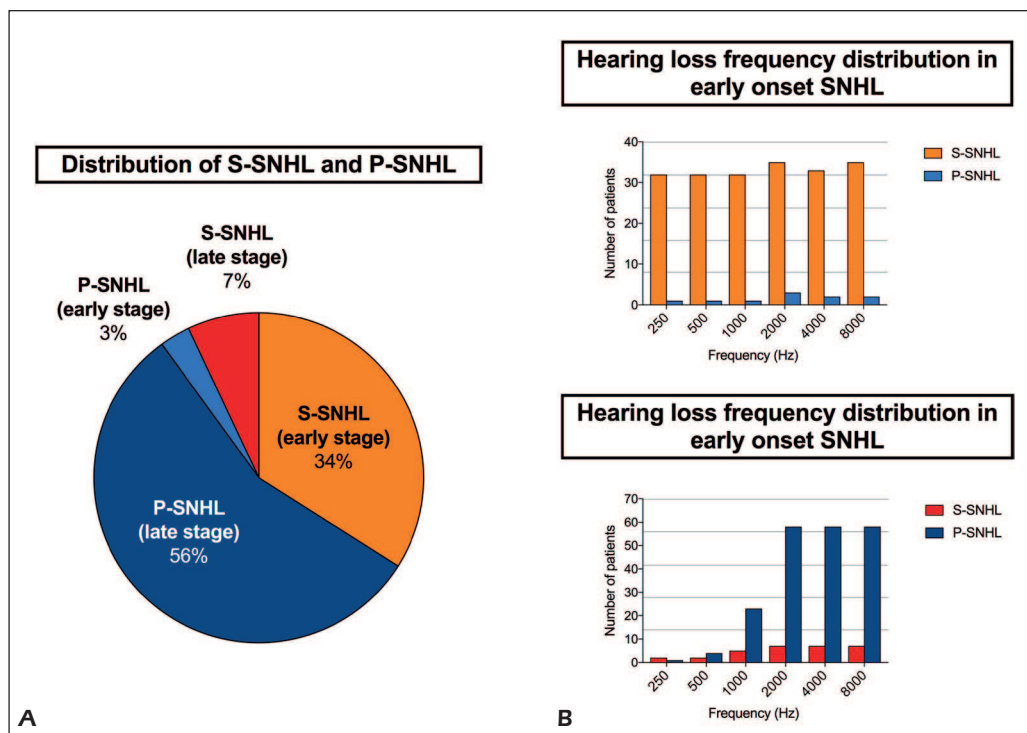 Distribution of S-SNHL and P-SNHL
S-SNHL
(late stage)
7%
P-SNHL
(early stage)
3%
S-SNHL
(early stage)
34%
P-SNHL
(late stage)
56%
A
Hearing loss frequency distribution in
early onset SNHL
Number of patients
40
30
20
10
0
250
500
1000
2000
4000
8000
Frequency (Hz)
S-SNHL
P-SNHL
Hearing loss frequency distribution in
early onset SNHL
Number of patients
70
60
50
40
30
20
10
0
250
500
1000
2000
4000
8000
Frequency (Hz)
S-SNHL
P-SNHL
B